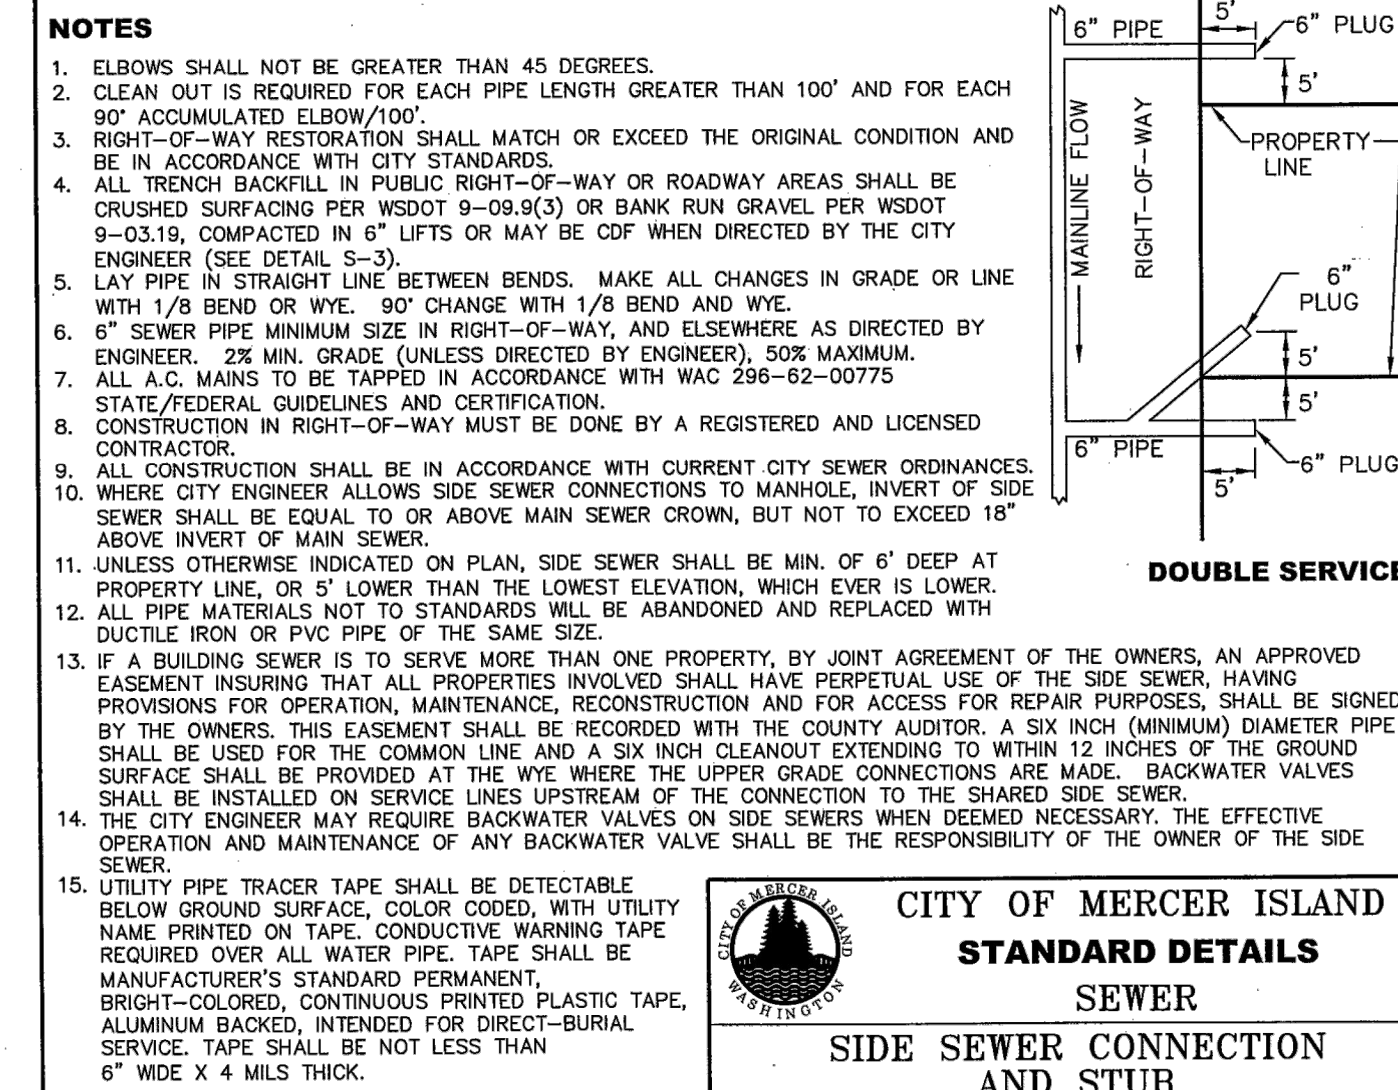 NOTES
1. ELBOWS SHALL NOT BE GREATER THAN 45 DEGREES.
2. CLEAN OUT IS REQUIRED FOR EACH PIPE LENGTH GREATER THAN 100' AND FOR EACH
90° ACCUMULATED ELBOW/100'.
3. RIGHT-OF-WAY RESTORATION SHALL MATCH OR EXCEED THE ORIGINAL CONDITION AND
BE IN ACCORDANCE WITH CITY STANDARDS.
4. ALL TRENCH BACKFILL IN PUBLIC RIGHT-OF-WAY OR ROADWAY AREAS SHALL BE
CRUSHED SURFACING PER WSDOT 9-09.9(3) OR BANK RUN GRAVEL PER WSDOT
9-03.19, COMPACTED IN 6" LIFTS OR MAY BE CDF WHEN DIRECTED BY THE CITY
ENGINEER (SEE DETAIL S-3).
5. LAY PIPE IN STRAIGHT LINE BETWEEN BENDS. MAKE ALL CHANGES IN GRADE OR LINE
WITH 1/8 BEND OR WYE. 90° CHANGE WITH 1/8 BEND AND WYE.
6. 6" SEWER PIPE MINIMUM SIZE IN RIGHT-OF-WAY, AND ELSEWHERE AS DIRECTED BY
ENGINEER. 2% MIN. GRADE (UNLESS DIRECTED BY ENGINEER), 50% MAXIMUM.
7. ALL A.C. MAINS TO BE TAPPED IN ACCORDANCE WITH WAC 296-62-00775
STATE/FEDERAL GUIDELINES AND CERTIFICATION.
8. CONSTRUCTION IN RIGHT-OF-WAY MUST BE DONE BY A REGISTERED AND LICENSED
CONTRACTOR.
9. ALL CONSTRUCTION SHALL BE IN ACCORDANCE WITH CURRENT CITY SEWER ORDINANCES.
10. WHERE CITY ENGINEER ALLOWS SIDE SEWER CONNECTIONS TO MANHOLE, INVERT OF SIDE
SEWER SHALL BE EQUAL TO OR ABOVE MAIN SEWER CROWN, BUT NOT TO EXCEED 18"
ABOVE INVERT OF MAIN SEWER.
11. UNLESS OTHERWISE INDICATED ON PLAN, SIDE SEWER SHALL BE MIN. OF 6' DEEP AT
PROPERTY LINE, OR 5' LOWER THAN THE LOWEST ELEVATION, WHICH EVER IS LOWER.
12. ALL PIPE MATERIALS NOT TO STANDARDS WILL BE ABANDONED AND REPLACED WITH
DUCTILE IRON OR PVC PIPE OF THE SAME SIZE.
13. IF A BUILDING SEWER IS TO SERVE MORE THAN ONE PROPERTY, BY JOINT AGREEMENT OF THE OWNERS, AN APPROVED
EASEMENT INSURING THAT ALL PROPERTIES INVOLVED SHALL HAVE PERPETUAL USE OF THE SIDE SEWER, HAVING
PROVISIONS FOR OPERATION, MAINTENANCE, RECONSTRUCTION AND FOR ACCESS FOR REPAIR PURPOSES, SHALL BE SIGNED
BY THE OWNERS. THIS EASEMENT SHALL BE RECORDED WITH THE COUNTY AUDITOR. A SIX INCH (MINIMUM) DIAMETER PIPE
SHALL BE USED FOR THE COMMON LINE AND A SIX INCH CLEANOUT EXTENDING TO WITHIN 12 INCHES OF THE GROUND
SURFACE SHALL BE PROVIDED AT THE WYE WHERE THE UPPER GRADE CONNECTIONS ARE MADE. BACKWATER VALVES
SHALL BE INSTALLED ON SERVICE LINES UPSTREAM OF THE CONNECTION TO THE SHARED SIDE SEWER.
14. THE CITY ENGINEER MAY REQUIRE BACKWATER VALVES ON SIDE SEWERS WHEN DEEMED NECESSARY. THE EFFECTIVE
OPERATION AND MAINTENANCE OF ANY BACKWATER VALVE SHALL BE THE RESPONSIBILITY OF THE OWNER OF THE SIDE
SEWER.
15. UTILITY PIPE TRACER TAPE SHALL BE DETECTABLE
BELOW GROUND SURFACE, COLOR CODED, WITH UTILITY
NAME PRINTED ON TAPE. CONDUCTIVE WARNING TAPE
REQUIRED OVER ALL WATER PIPE. TAPE SHALL BE
MANUFACTURER'S STANDARD PERMANENT,
BRIGHT-COLORED, CONTINUOUS PRINTED PLASTIC TAPE,
ALUMINUM BACKED, INTENDED FOR DIRECT-BURIAL
SERVICE. TAPE SHALL BE NOT LESS THAN
6" WIDE X 4 MILS THICK.
6" PIPE
5'
6" PLUG
5'
MAINLINE FLOW
RIGHT-OF-WAY
PROPERTY
LINE
6"
PLUG
5'
5'
6" PIPE
6" PLUG
5'
DOUBLE SERVICE
CITY OF MERCER ISLAND
WASHINGTON
CITY OF MERCER ISLAND
STANDARD DETAILS
SEWER
SIDE SEWER CONNECTION
AND STUB